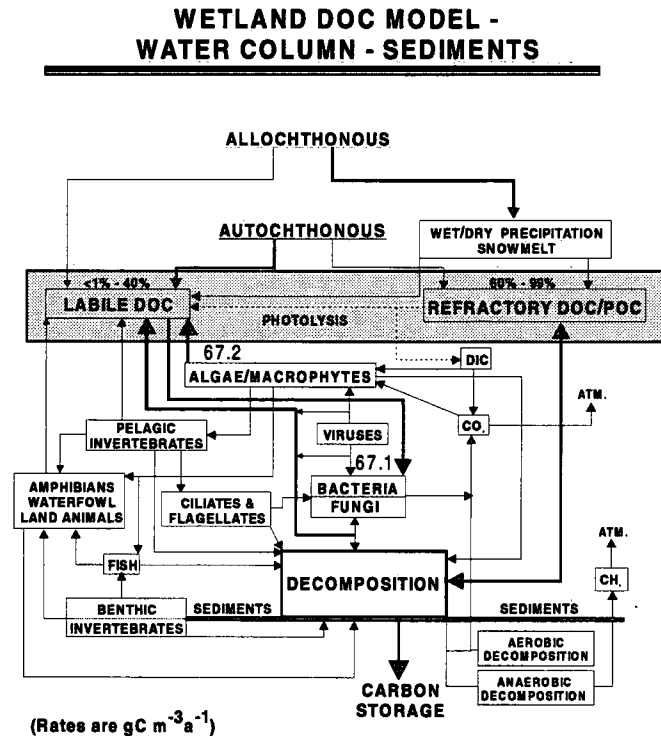 WETLAND DOC MODEL -
WATER COLUMN - SEDIMENTS
ALLOCHTHONOUS
AUTOCHTHONOUS
WET/DRY PRECIPITATION
SNOWMELT
<1% - 40%
60% - 99%
LABILE DOC
REFRACTORY DOC/POC
PHOTOLYSIS
67.2
DIC
ALGAE/MACROPHYTES
ATM.
PELAGIC
INVERTEBRATES
VIRUSES
CO₂
67.1
AMPHIBIANS
WATERFOWL
LAND ANIMALS
CILIATES &
FLAGELLATES
BACTERIA
FUNGI
ATM.
FISH
DECOMPOSITION
CH₄
BENTHIC
INVERTEBRATES
SEDIMENTS
SEDIMENTS
AEROBIC
DECOMPOSITION
ANAEROBIC
DECOMPOSITION
CARBON
STORAGE
(Rates are gC m⁻³a⁻¹)